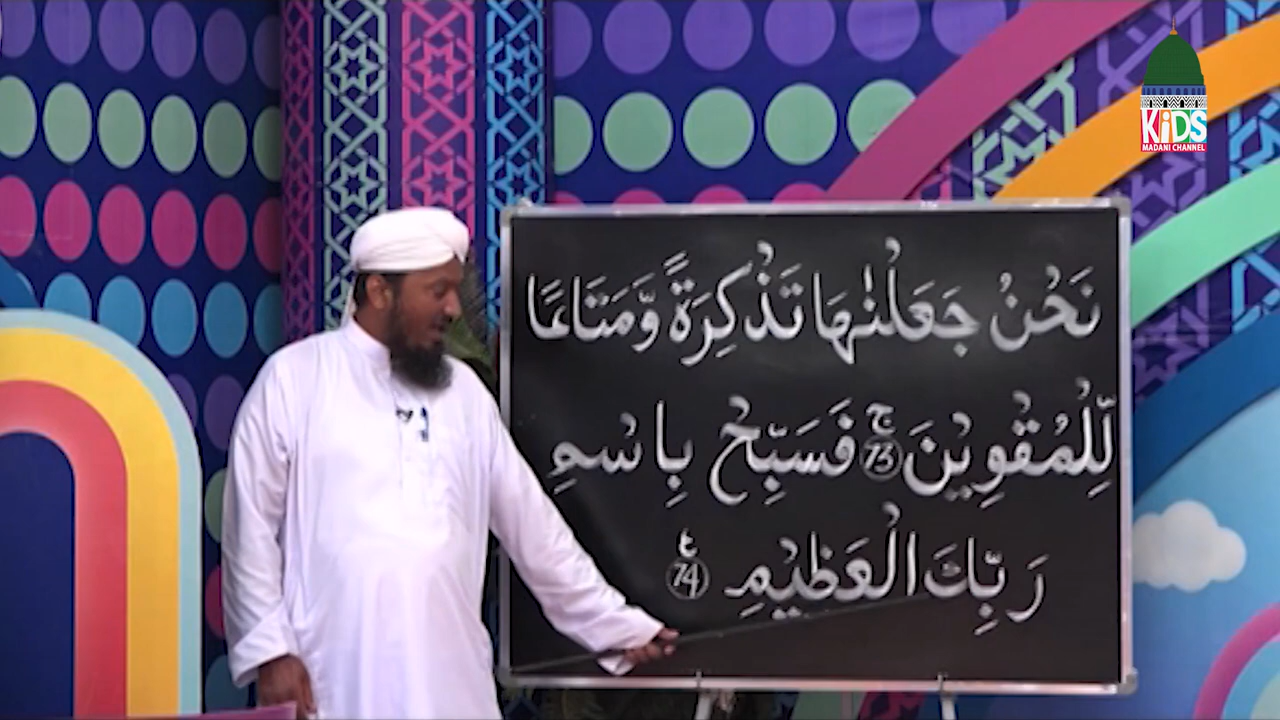 KiDS
MADANI CHANNEL
نَحْنُ جَعَلْنٰهَا تَذْكِرَةً وَّمَتَاعًا
لِّلْمُقْوِيْنَ ج 73 فَسَبِّحْ بِاسْمِ
رَبِّكَ الْعَظِيْمِ ع 74